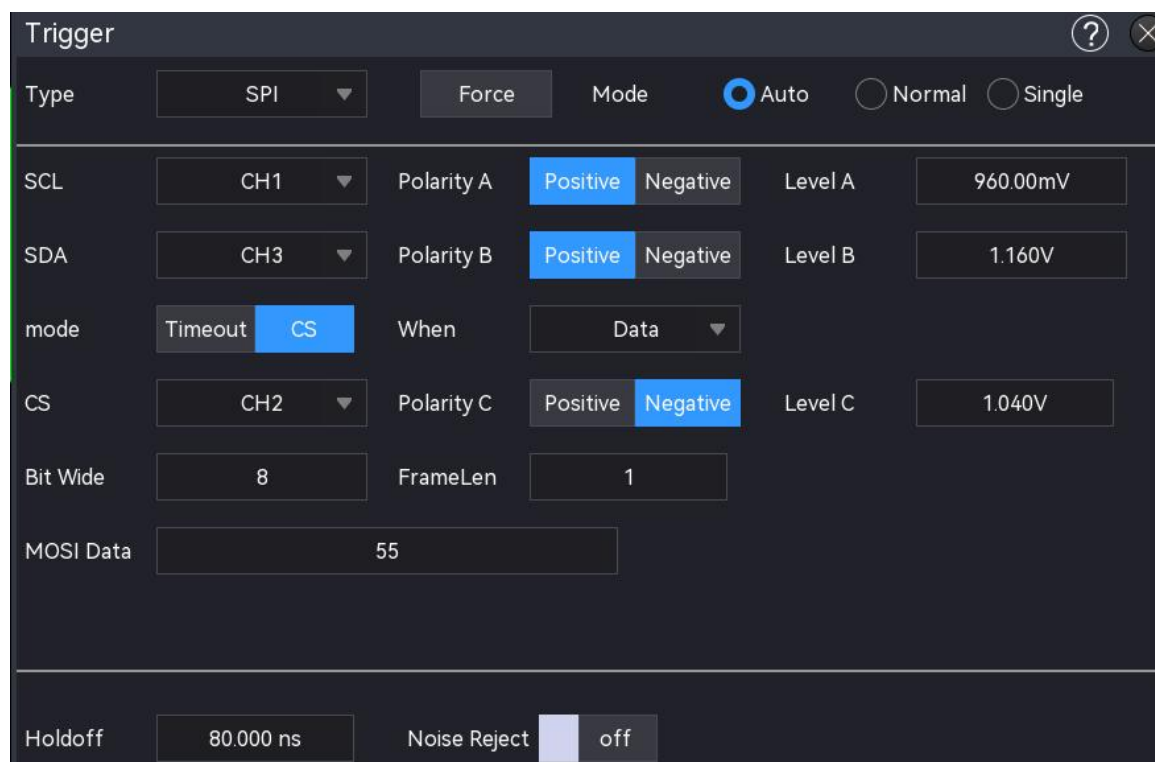 Trigger ?
Type SPI Force Mode Auto Normal Single
SCL CH1 Polarity A Positive Negative Level A 960.00mV
SDA CH3 Polarity B Positive Negative Level B 1.160V
mode Timeout CS When Data
CS CH2 Polarity C Positive Negative Level C 1.040V
Bit Wide 8 FrameLen 1
MOSI Data 55
Holdoff 80.000 ns Noise Reject off